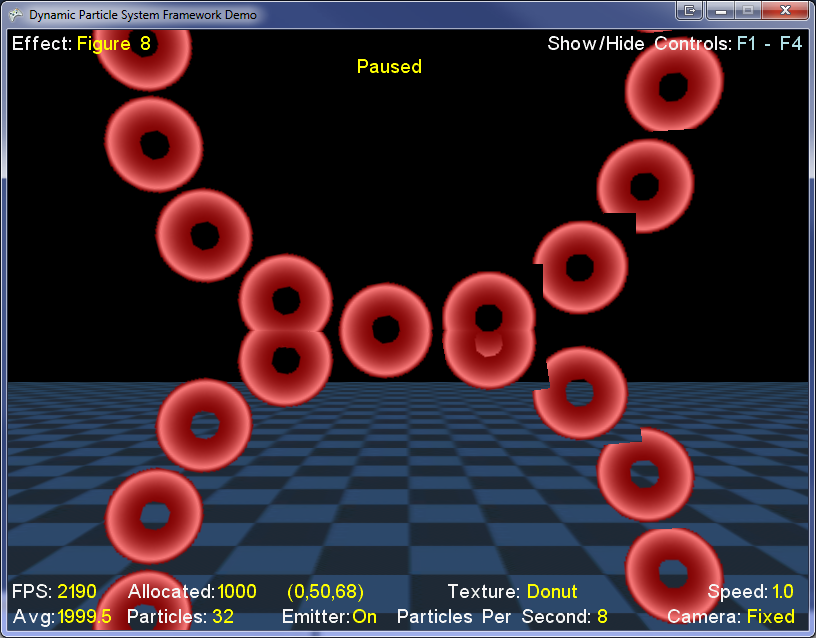 Dynamic Particle System Framework Demo
Effect: Figure 8 Show/Hide Controls: F1 - F4
Paused
FPS: 2190 Allocated:1000 (0,50,68) Texture: Donut Speed: 1.0
Avg:1999.5 Particles: 32 Emitter:On Particles Per Second: 8 Camera: Fixed